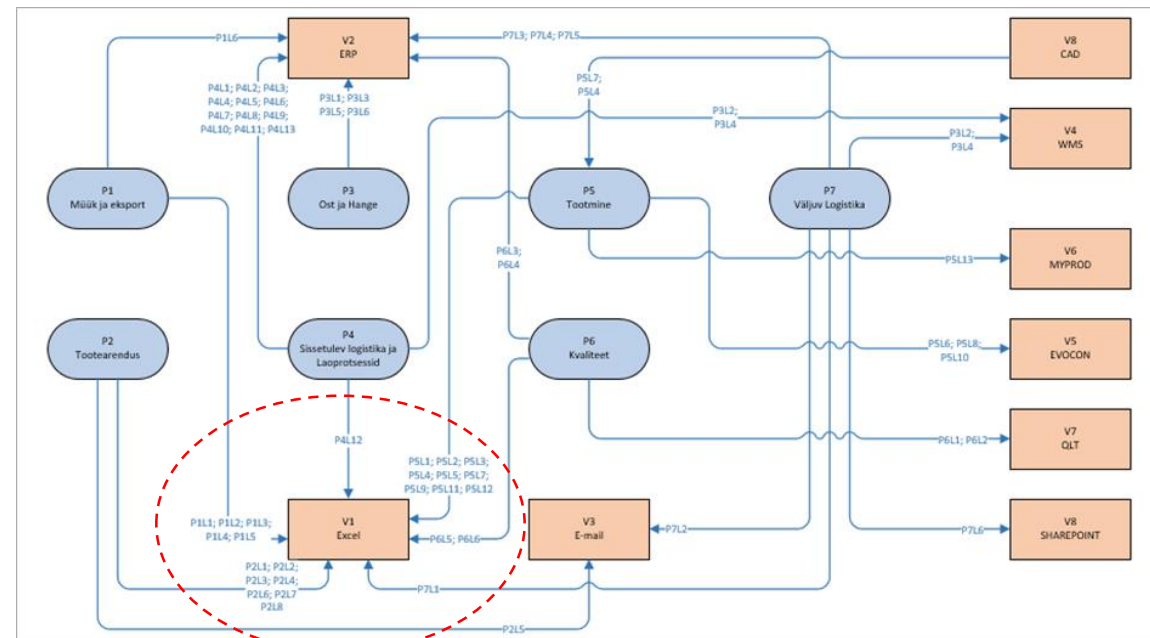 P1L6
V2
ERP
P7L3; P7L4; P7L5
V8
CAD
P4L1; P4L2; P4L3;
P4L4; P4L5; P4L6;
P4L7; P4L8; P4L9;
P4L10; P4L11; P4L13
P3L1; P3L3
P3L5; P3L6
P5L7;
P5L4
P3L2;
P3L4
P3L2;
P3L4
V4
WMS
P1
Müük ja eksport
P3
Ost ja Hange
P5
Tootmine
P7
Väljuv Logistika
P6L3;
P6L4
P5L13
V6
MYPROD
P2
Tootearendus
P4
Sissetulev logistika ja
Laoprotsessid
P6
Kvaliteet
P5L6; P5L8;
P5L10
V5
EVOCON
P4L12
P6L1; P6L2
V7
QLT
P5L1; P5L2; P5L3;
P5L4; P5L5; P5L7;
P5L9; P5L11; P5L12
P1L1; P1L2; P1L3;
P1L4; P1L5
V1
Excel
P6L5; P6L6
V3
E-mail
P7L2
P7L6
V8
SHAREPOINT
P2L1; P2L2;
P2L3; P2L4;
P2L6; P2L7
P2L8
P7L1
P2L5